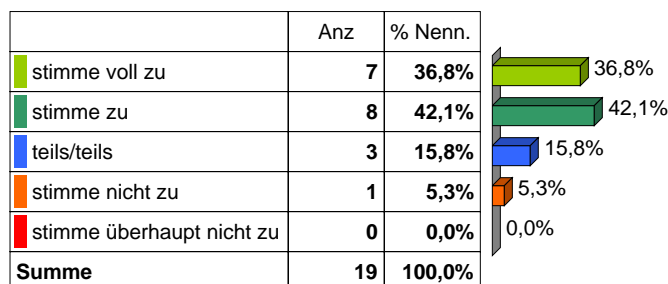 Anz % Nenn.
stimme voll zu 7 36,8% 36,8%
stimme zu 8 42,1% 42,1%
teils/teils 3 15,8% 15,8%
stimme nicht zu 1 5,3% 5,3%
stimme überhaupt nicht zu 0 0,0% 0,0%
Summe 19 100,0%